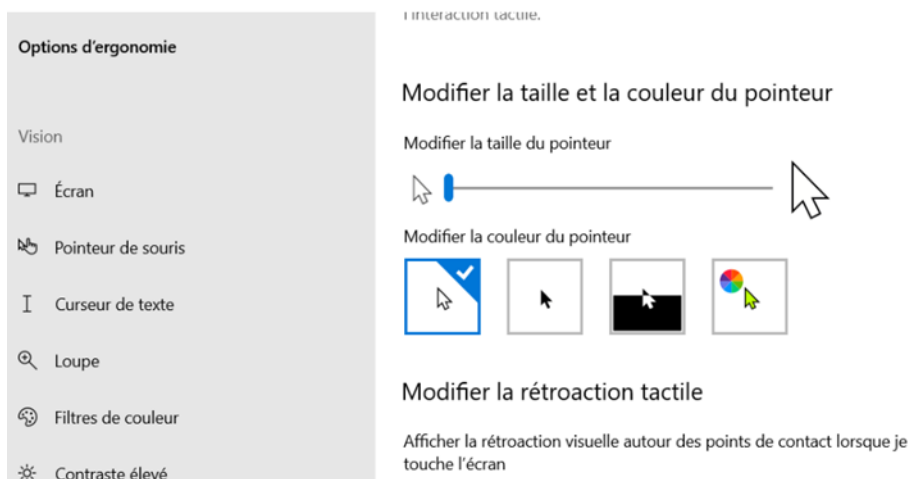 l'interaction tactile.
Options d'ergonomie
Modifier la taille et la couleur du pointeur
Vision
Modifier la taille du pointeur
Écran
Modifier la couleur du pointeur
Pointeur de souris
Curseur de texte
Loupe
Modifier la rétroaction tactile
Filtres de couleur
Afficher la rétroaction visuelle autour des points de contact lorsque je
touche l'écran
Contraste élevé